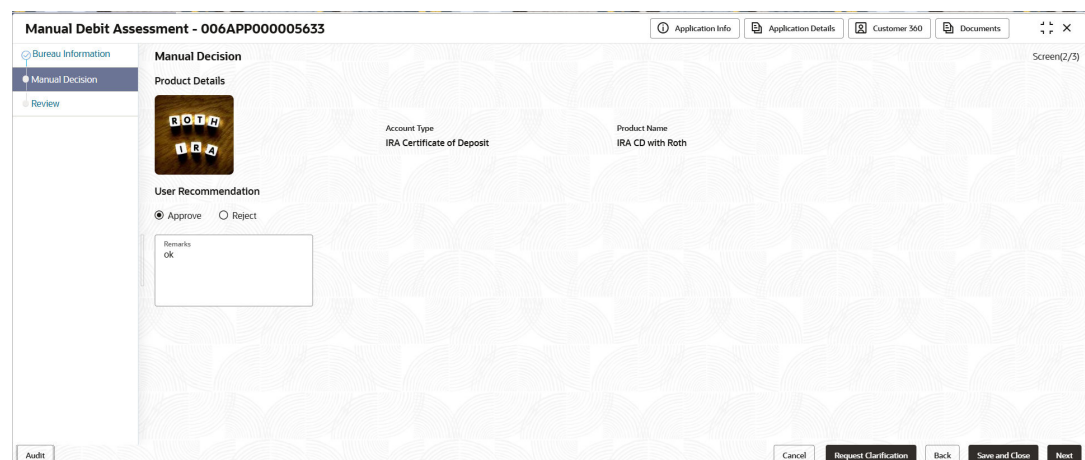 Manual Debit Assessment - 006APP000005633
Application Info
Application Details
Customer 360
Documents
Bureau Information
Manual Decision
Review
Manual Decision
Screen(2/3)
Product Details
ROTH
IRA
Account Type
IRA Certificate of Deposit
Product Name
IRA CD with Roth
User Recommendation
Approve
Reject
Remarks
ok
Audit
Cancel
Request Clarification
Back
Save and Close
Next